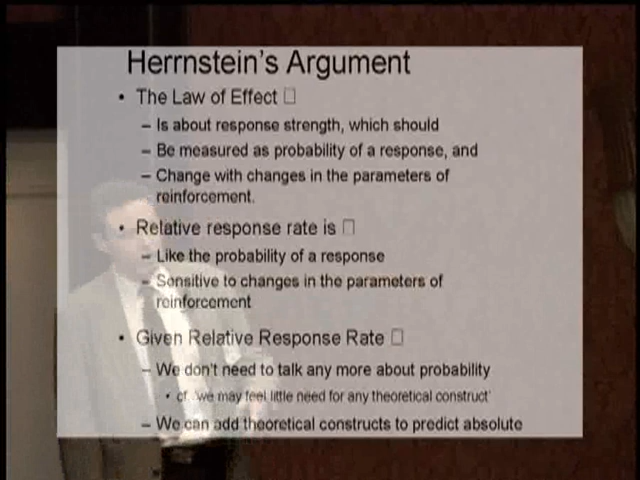 Herrnstein's Argument
• The Law of Effect □
– Is about response strength, which should
– Be measured as probability of a response, and
– Change with changes in the parameters of
reinforcement.
• Relative response rate is □
– Like the probability of a response
– Sensitive to changes in the parameters of
reinforcement
• Given Relative Response Rate □
– We don't need to talk any more about probability
• cf. 'we may feel little need for any theoretical construct'
– We can add theoretical constructs to predict absolute